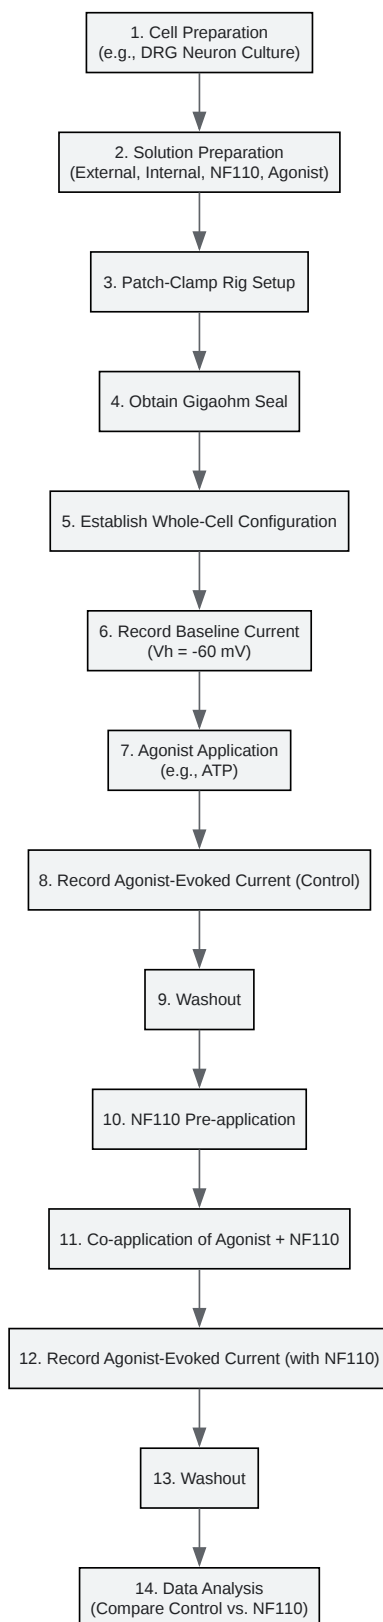 1. Cell Preparation
(e.g., DRG Neuron Culture)
2. Solution Preparation
(External, Internal, NF110, Agonist)
3. Patch-Clamp Rig Setup
4. Obtain Gigaohm Seal
5. Establish Whole-Cell Configuration
6. Record Baseline Current
(Vh = -60 mV)
7. Agonist Application
(e.g., ATP)
8. Record Agonist-Evoked Current (Control)
9. Washout
10. NF110 Pre-application
11. Co-application of Agonist + NF110
12. Record Agonist-Evoked Current (with NF110)
13. Washout
14. Data Analysis
(Compare Control vs. NF110)